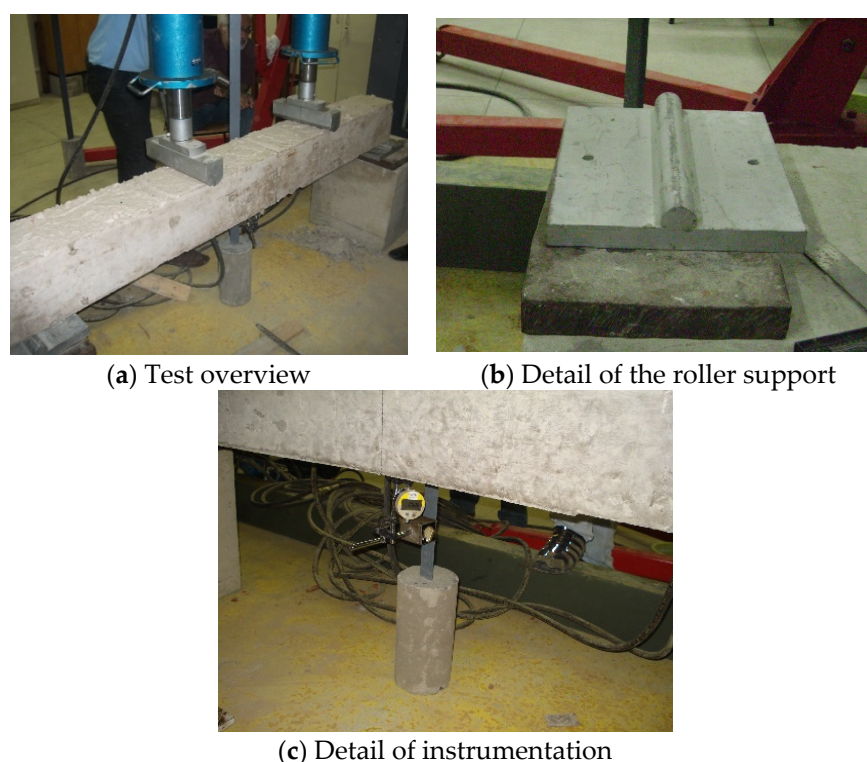 (a) Test overview
(b) Detail of the roller support
(c) Detail of instrumentation